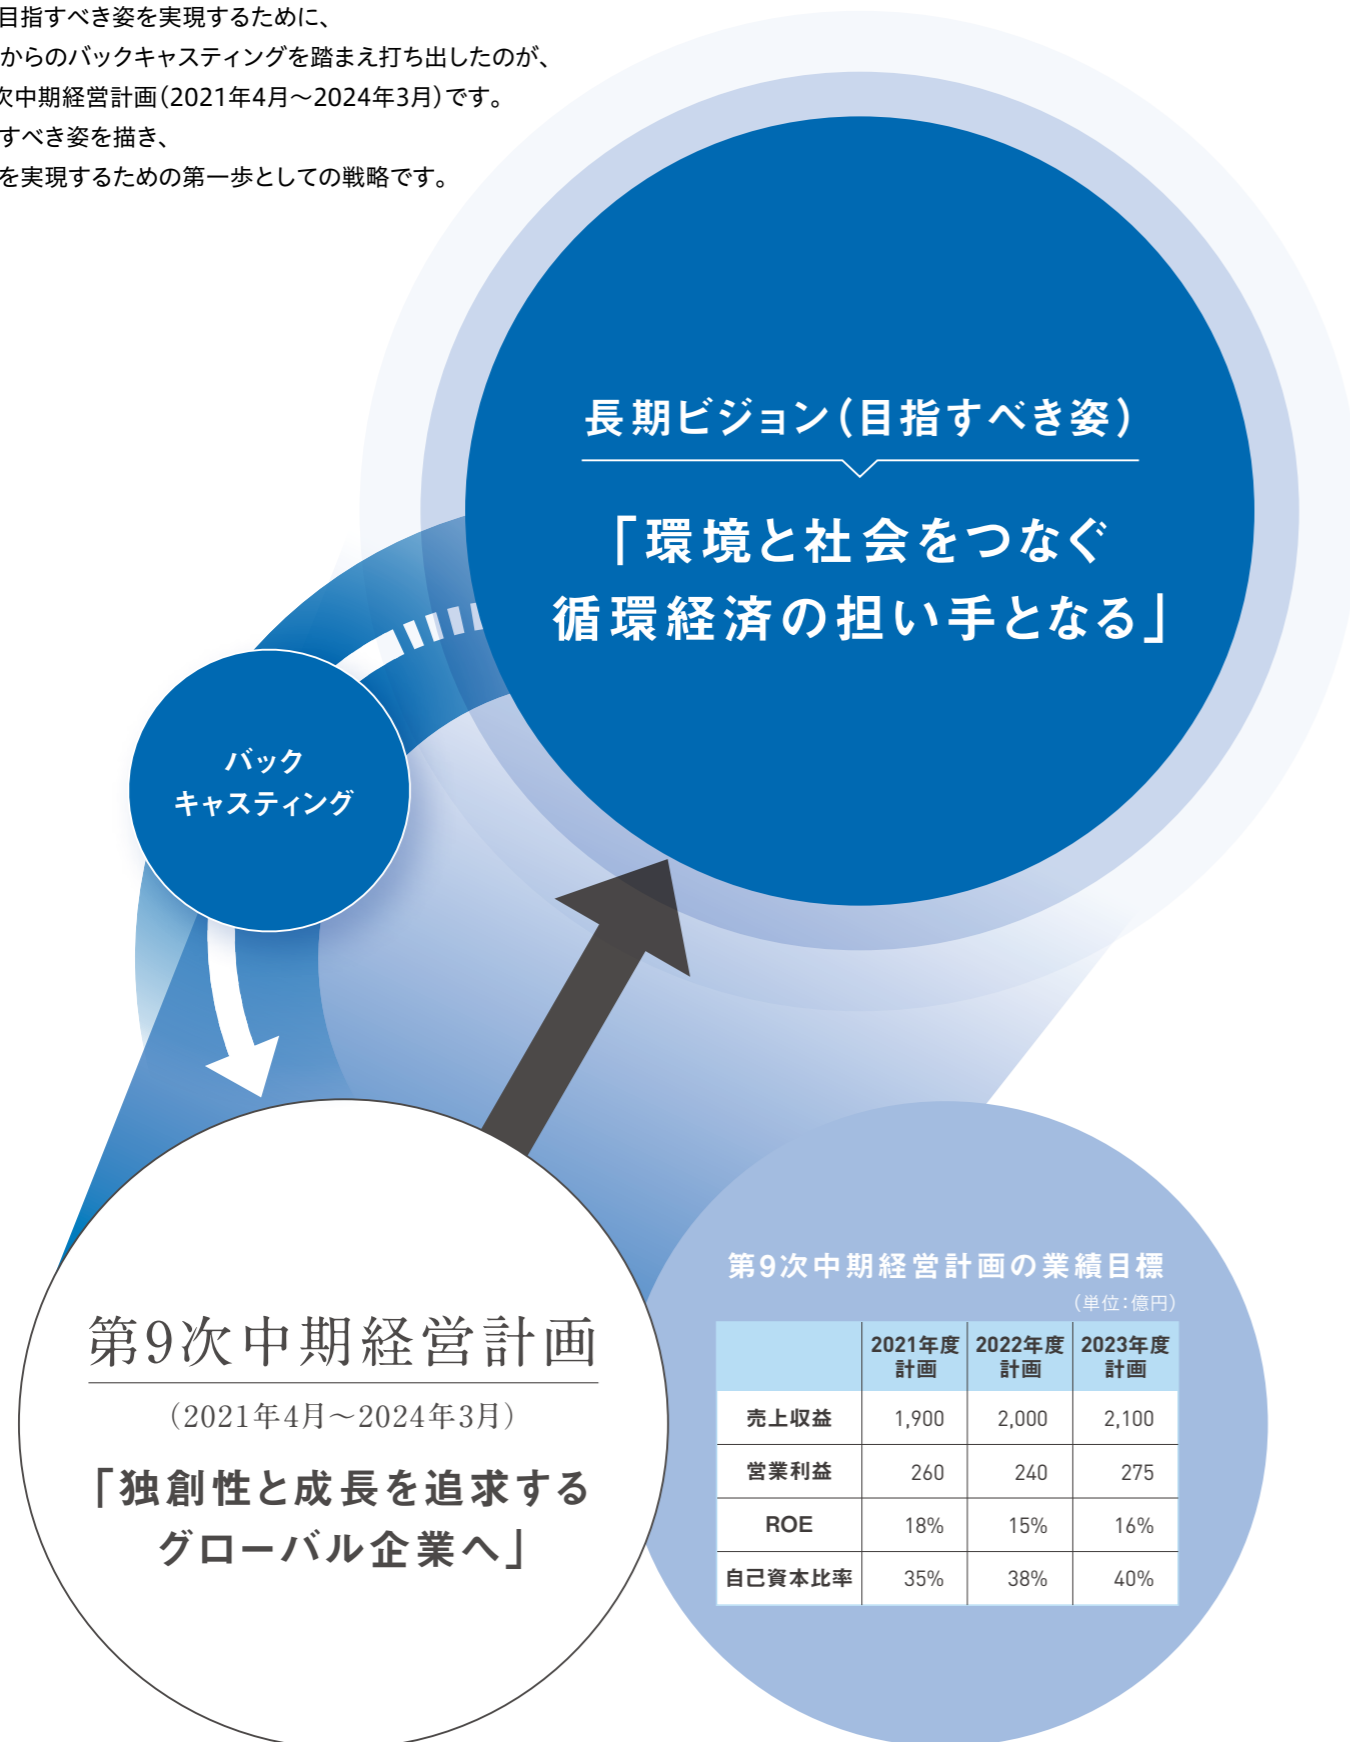 目指すべき姿を実現するために、
からのバックキャスティングを踏まえ打ち出したのが、
次中期経営計画(2021年4月～2024年3月)です。
すべき姿を描き、
を実現するための第一歩としての戦略です。
長期ビジョン(目指すべき姿)
「環境と社会をつなぐ
循環経済の担い手となる」
バック
キャスティング
第9次中期経営計画
(2021年4月～2024年3月)
「独創性と成長を追求する
グローバル企業へ」
第9次中期経営計画の業績目標
(単位:億円)
2021年度計画 2022年度計画 2023年度計画
売上収益 1,900 2,000 2,100
営業利益 260 240 275
ROE 18% 15% 16%
自己資本比率 35% 38% 40%